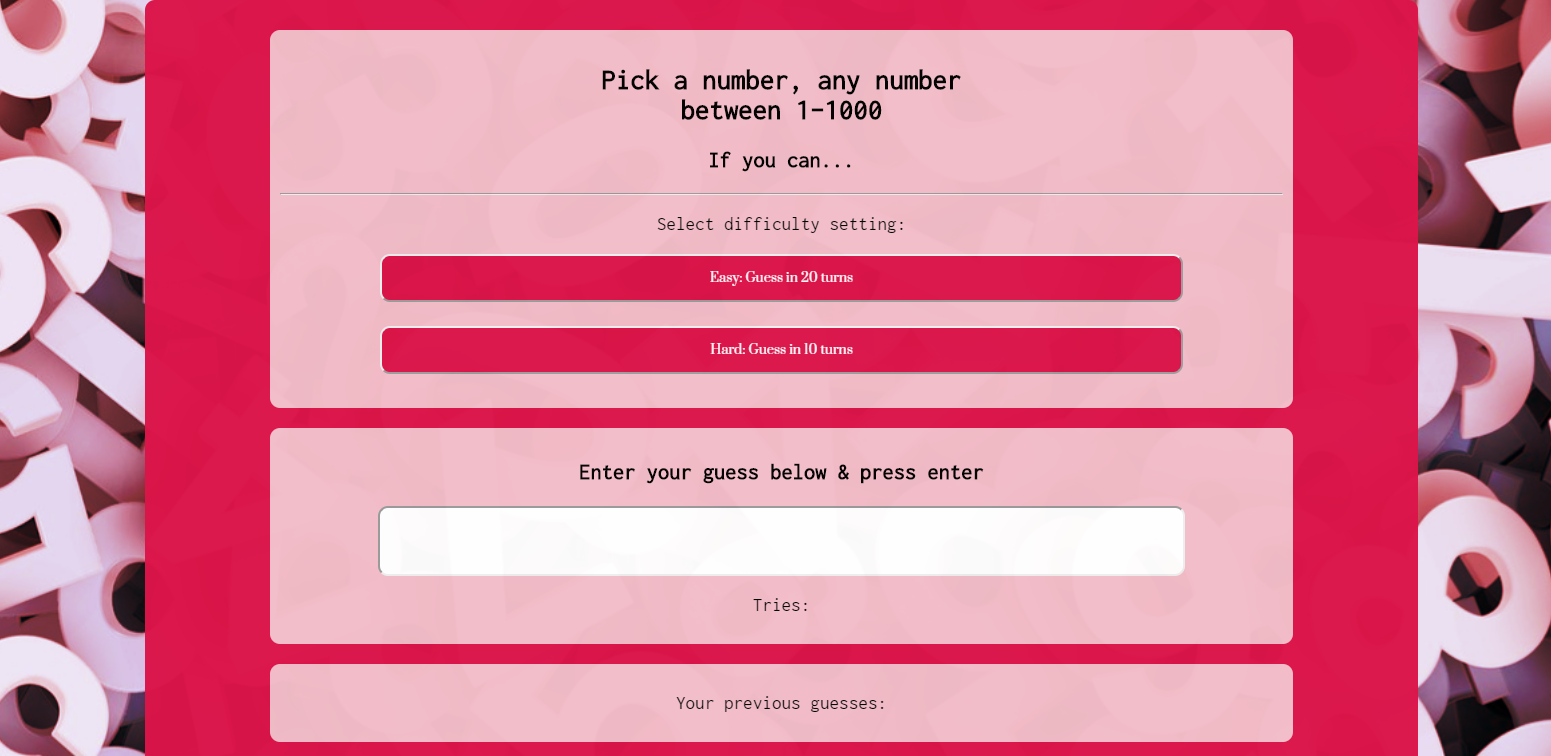 Pick a number, any number
between 1-1000
If you can...
Select difficulty setting:
Easy: Guess in 20 turns
Hard: Guess in 10 turns
Enter your guess below & press enter
Tries:
Your previous guesses: